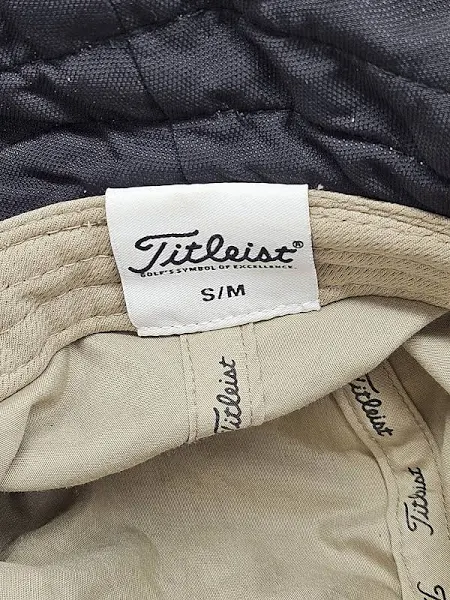 Titleist®
GOLF'S SYMBOL OF EXCELLENCE.
S/M
Titleist
Titleist
Titleist